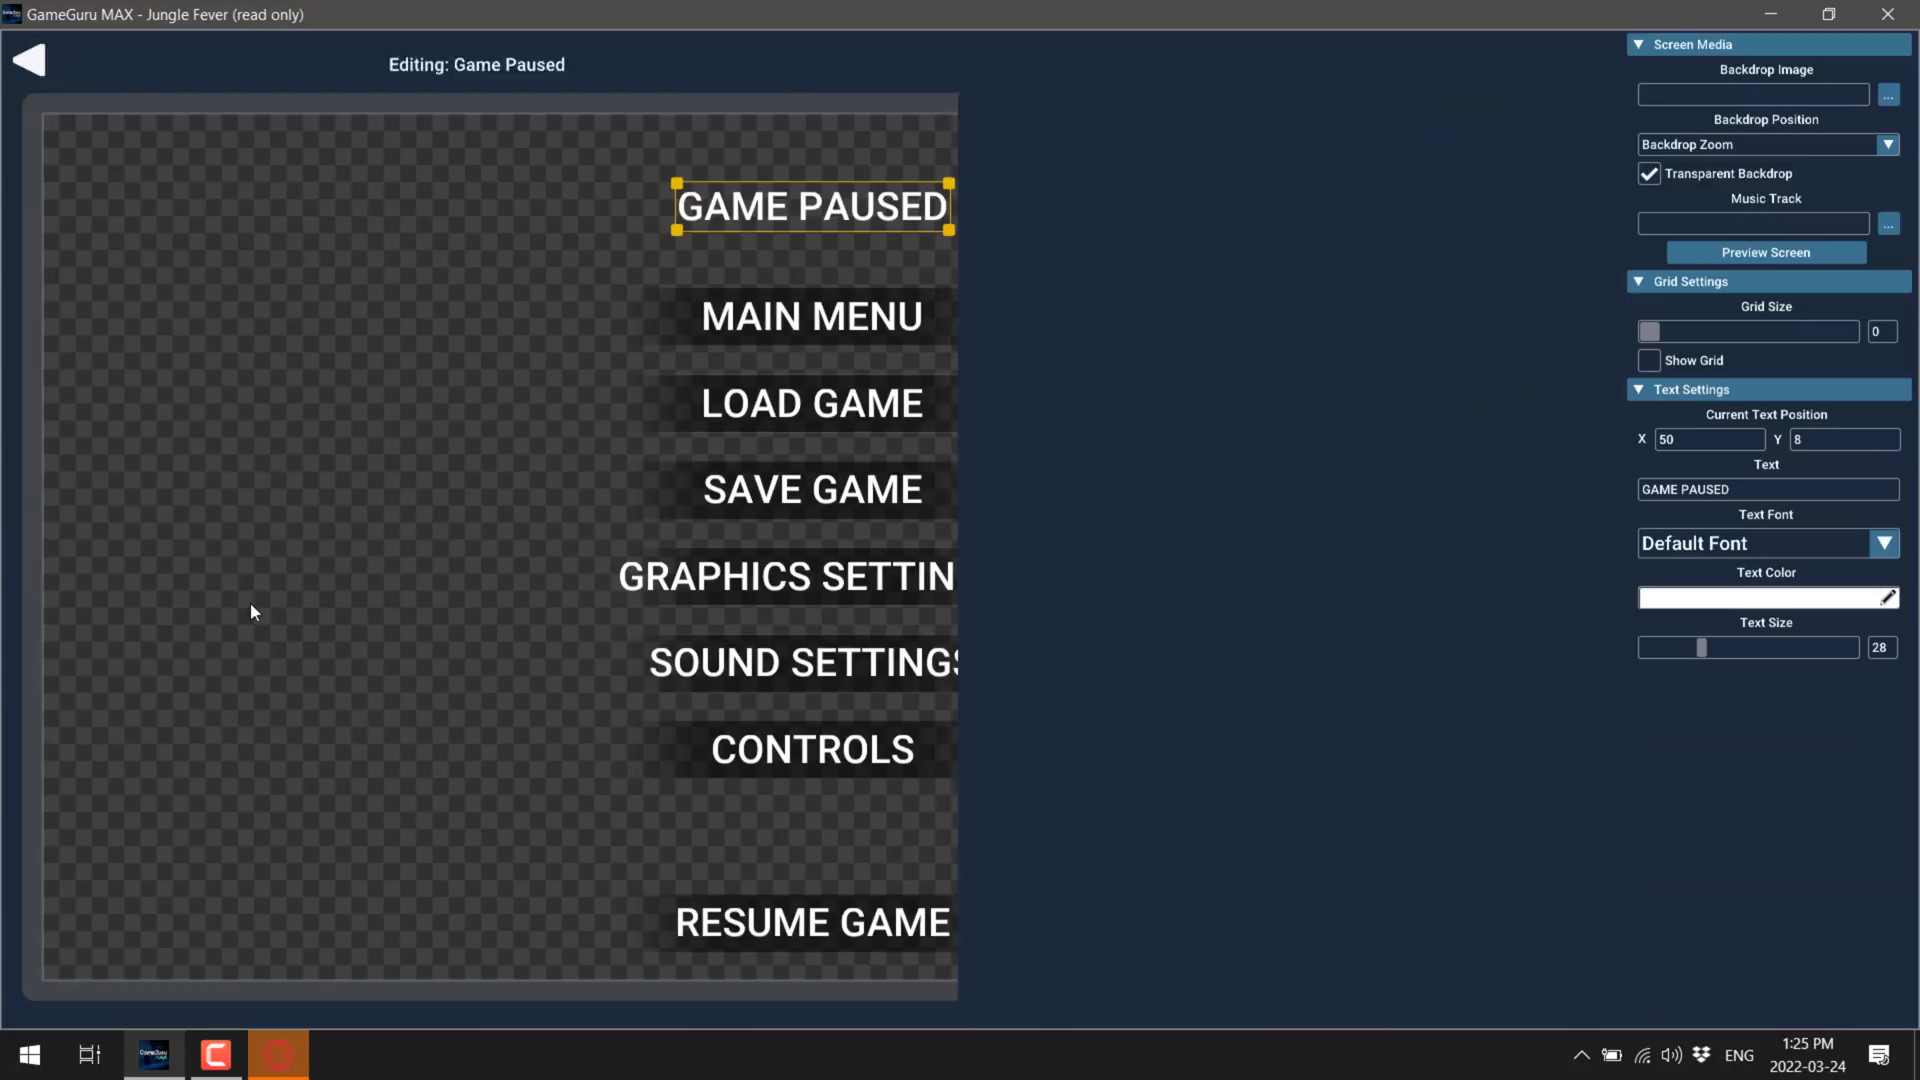 GameGuru MAX - Jungle Fever (read only)
Editing: Game Paused
GAME PAUSED
MAIN MENU
LOAD GAME
SAVE GAME
GRAPHICS SETTIN
SOUND SETTINGS
CONTROLS
RESUME GAME
Screen Media
Backdrop Image
...
Backdrop Position
Backdrop Zoom
Transparent Backdrop
Music Track
...
Preview Screen
Grid Settings
Grid Size
0
Show Grid
Text Settings
Current Text Position
X 50 Y 8
Text
GAME PAUSED
Text Font
Default Font
Text Color
Text Size
28
ENG
1:25 PM
2022-03-24